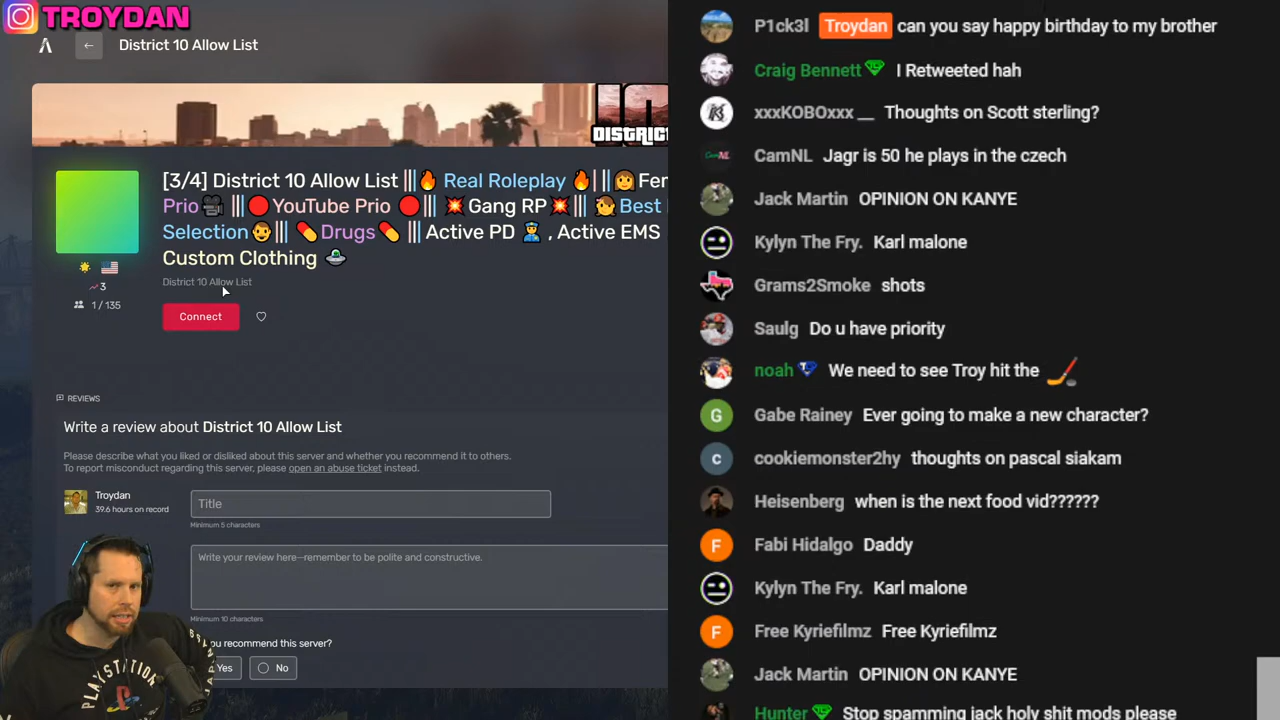 TROYDAN
District 10 Allow List
DISTRIC
[3/4] District 10 Allow List |||🔥 Real Roleplay 🔥|||👩Fem
Prio🎥 |||🔴YouTube Prio 🔴||| 💥Gang RP💥||| 👩Best
Selection👨||| 💊Drugs💊 |||Active PD 👮, Active EMS
Custom Clothing 🛸
District 10 Allow List
3
1 / 135
Connect
REVIEWS
Write a review about District 10 Allow List
Please describe what you liked or disliked about this server and whether you recommend it to others.
To report misconduct regarding this server, please open an abuse ticket instead.
Troydan
39.6 hours on record
Title
Minimum 5 characters
Write your review here—remember to be polite and constructive.
Minimum 10 characters
you recommend this server?
Yes
No
PLAYSTATION
P1ck3l Troydan can you say happy birthday to my brother
Craig Bennett I Retweeted hah
xxxKOBOxxx __ Thoughts on Scott sterling?
CamNL Jagr is 50 he plays in the czech
Jack Martin OPINION ON KANYE
Kylyn The Fry. Karl malone
Grams2Smoke shots
Saulg Do u have priority
noah We need to see Troy hit the 🏒
G Gabe Rainey Ever going to make a new character?
c cookiemonster2hy thoughts on pascal siakam
Heisenberg when is the next food vid??????
F Fabi Hidalgo Daddy
Kylyn The Fry. Karl malone
F Free Kyriefilmz Free Kyriefilmz
Jack Martin OPINION ON KANYE
Hunter Stop spamming jack holy shit mods please